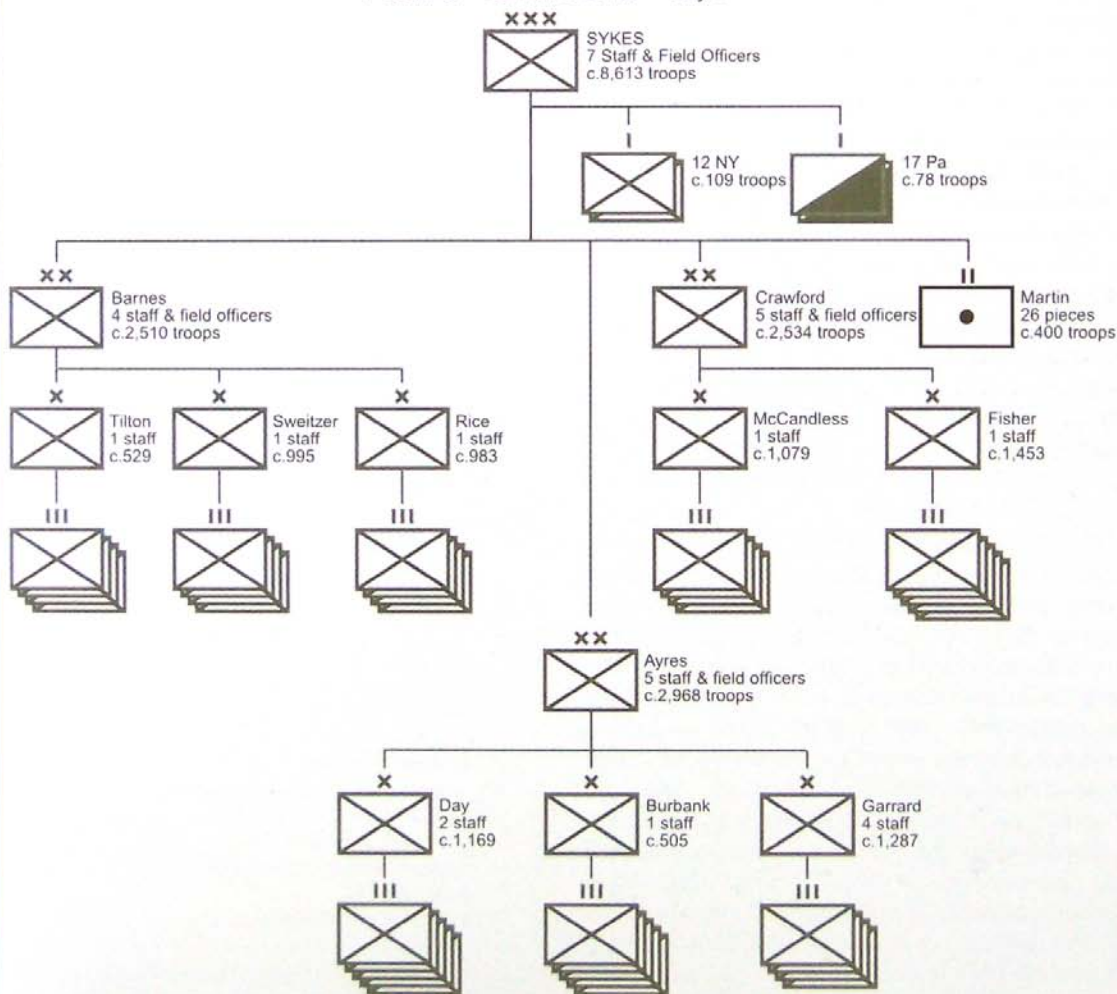 SYKES
7 Staff & Field Officers
c.8,613 troops
12 NY
c.109 troops
17 Pa
c.78 troops
Barnes
4 staff & field officers
c.2,510 troops
Crawford
5 staff & field officers
c.2,534 troops
Martin
26 pieces
c.400 troops
Tilton
1 staff
c.529
Sweitzer
1 staff
c.995
Rice
1 staff
c.983
McCandless
1 staff
c.1,079
Fisher
1 staff
c.1,453
Ayres
5 staff & field officers
c.2,968 troops
Day
2 staff
c.1,169
Burbank
1 staff
c.505
Garrard
4 staff
c.1,287